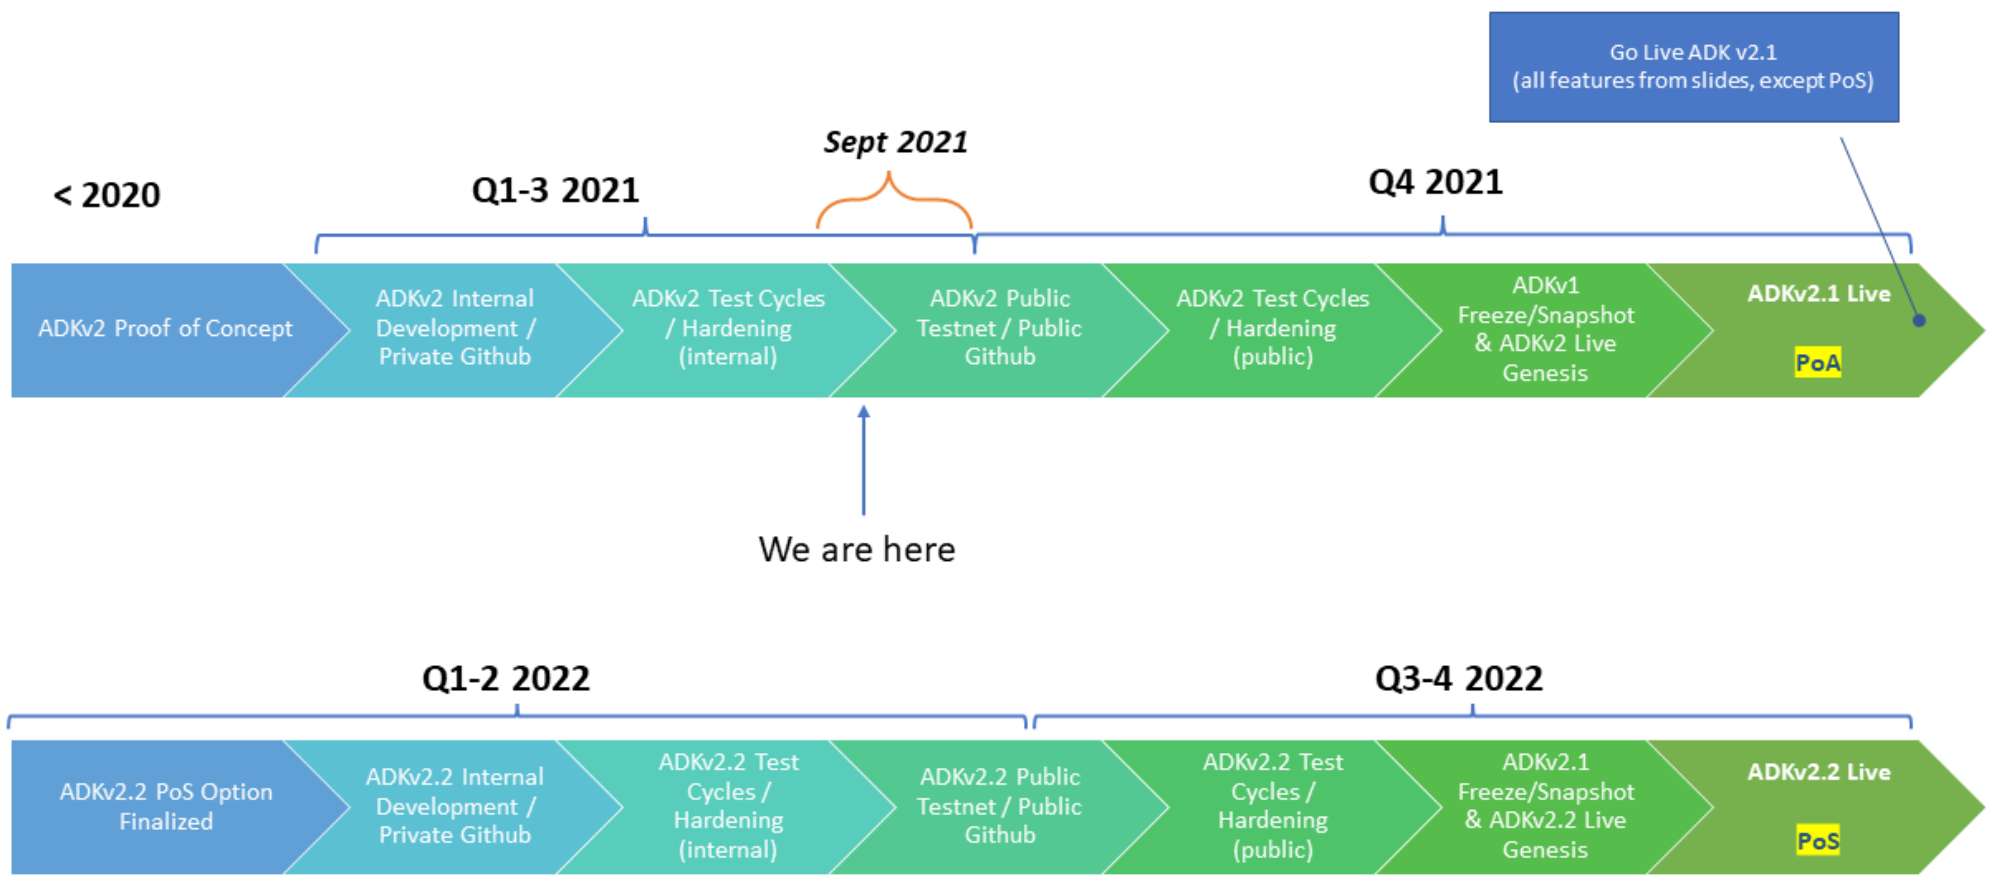 Go Live ADK v2.1
(all features from slides, except PoS)
Sept 2021
< 2020
Q1-3 2021
Q4 2021
ADKv2 Proof of Concept
ADKv2 Internal
Development /
Private Github
ADKv2 Test Cycles
/ Hardening
(internal)
ADKv2 Public
Testnet / Public
Github
ADKv2 Test Cycles
/ Hardening
(public)
ADKv1
Freeze/Snapshot
& ADKv2 Live
Genesis
ADKv2.1 Live
PoA
We are here
Q1-2 2022
Q3-4 2022
ADKv2.2 PoS Option
Finalized
ADKv2.2 Internal
Development /
Private Github
ADKv2.2 Test
Cycles /
Hardening
(internal)
ADKv2.2 Public
Testnet / Public
Github
ADKv2.2 Test
Cycles /
Hardening
(public)
ADKv2.1
Freeze/Snapshot
& ADKv2.2 Live
Genesis
ADKv2.2 Live
PoS